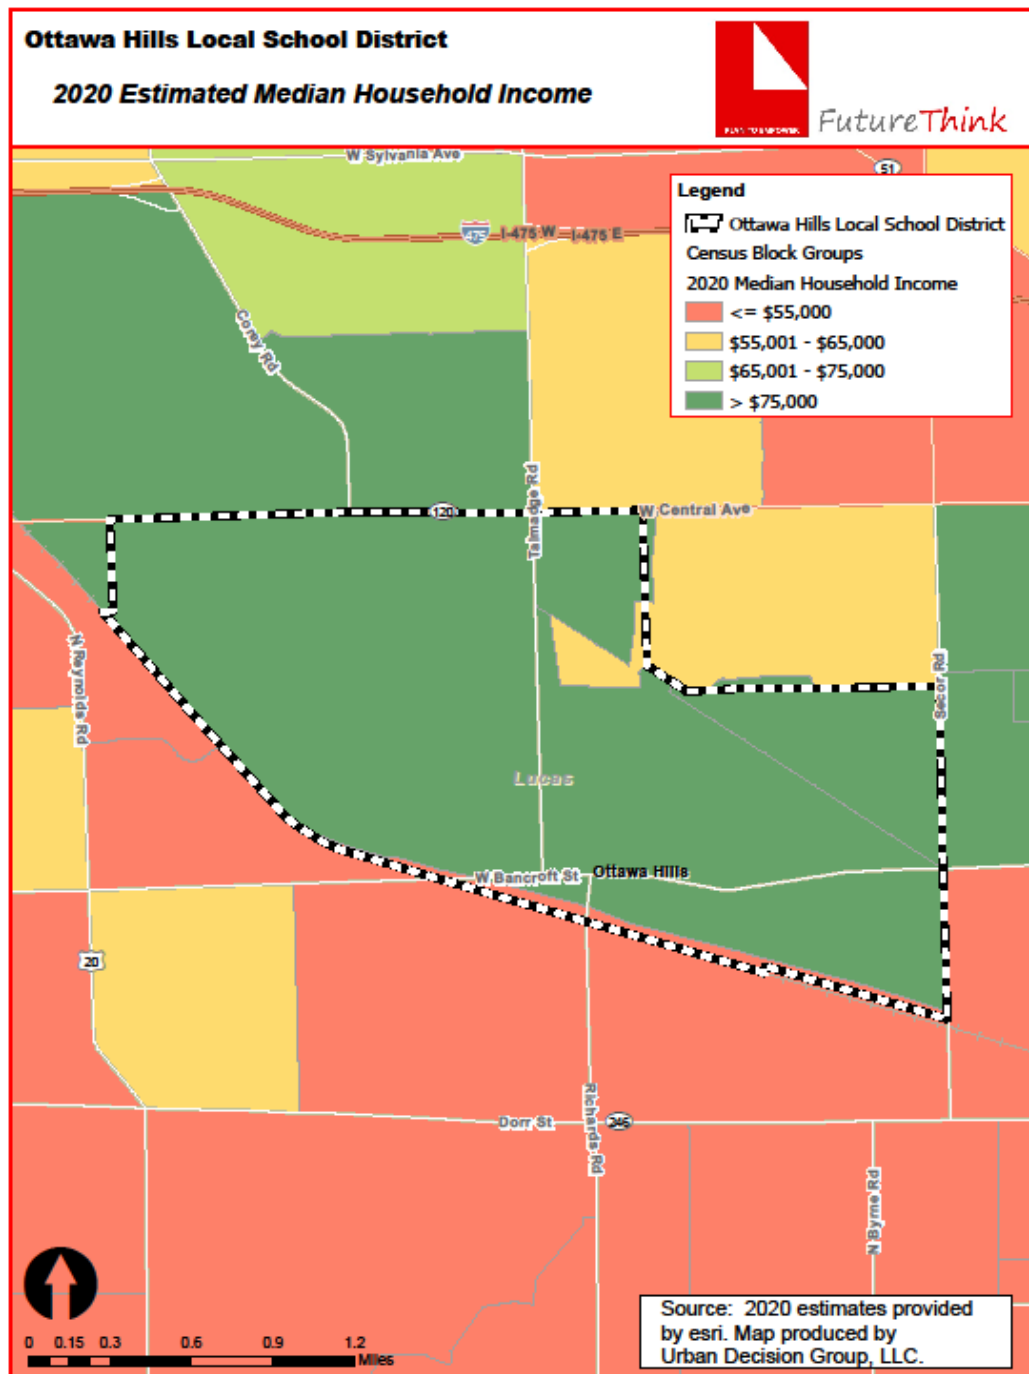 Ottawa Hills Local School District
2020 Estimated Median Household Income
PLAN TO EMPOWER
FutureThink
W Sylvania Ave
51
Legend
Ottawa Hills Local School District
Census Block Groups
2020 Median Household Income
<= $55,000
$55,001 - $65,000
$65,001 - $75,000
> $75,000
475
I-475 W
I-475 E
Corey Rd
Talmadge Rd
120
W Central Ave
N Reynolds Rd
Secor Rd
Lucas
W Bancroft St
Ottawa Hills
20
Richards Rd
Dorr St
246
N Byrne Rd
0 0.15 0.3 0.6 0.9 1.2
Miles
Source: 2020 estimates provided
by esri. Map produced by
Urban Decision Group, LLC.